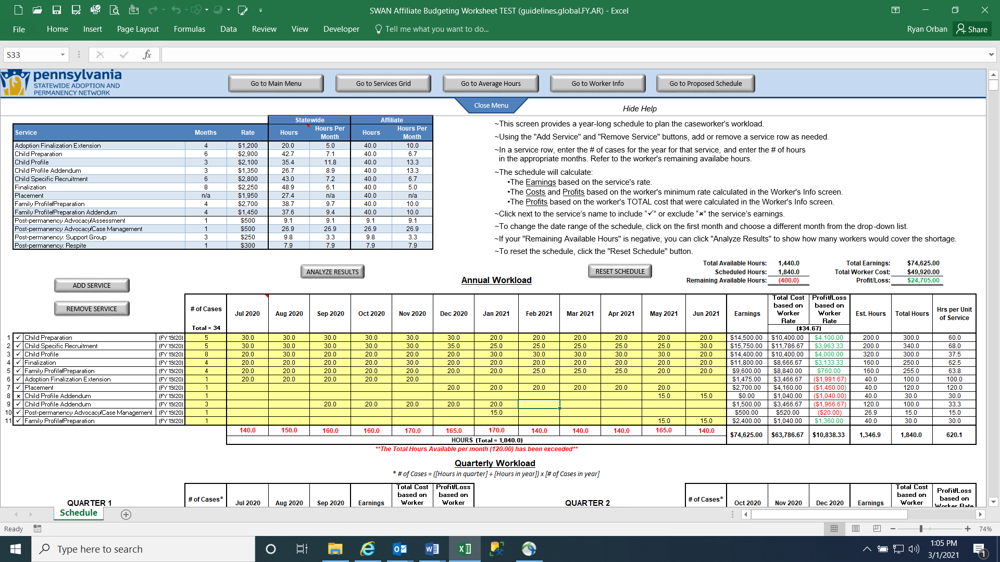 SWAN Affiliate Budgeting Worksheet TEST (guidelines.global.FY.AR) - Excel
File Home Insert Page Layout Formulas Data Review View Developer Tell me what you want to do... Ryan Orban Share
S33 fx
pennsylvania
STATEWIDE ADOPTION AND
PERMANENCY NETWORK
Go to Main Menu Go to Services Grid Go to Average Hours Go to Worker Info Go to Proposed Schedule
Close Menu
Hide Help
Statewide Affiliate
Service Months Rate Hours Hours Per Month Hours Hours Per Month
Adoption Finalization Extension 4 $1,200 20.0 5.0 40.0 10.0
Child Preparation 6 $2,900 42.7 7.1 40.0 6.7
Child Profile 3 $2,100 35.4 11.8 40.0 13.3
Child Profile Addendum 3 $1,350 26.7 8.9 40.0 13.3
Child Specific Recruitment 6 $2,800 43.0 7.2 40.0 6.7
Finalization 8 $2,250 48.9 6.1 40.0 5.0
Placement n/a $1,950 27.4 n/a 40.0 n/a
Family Profile/Preparation 4 $2,700 38.7 9.7 40.0 10.0
Family Profile/Preparation Addendum 4 $1,450 37.6 9.4 40.0 10.0
Post-permanency Advocacy/Assessment 1 $500 9.1 9.1 9.1 9.1
Post-permanency Advocacy/Case Management 1 $500 26.9 26.9 26.9 26.9
Post-permanency: Support Group 3 $250 9.8 3.3 9.8 3.3
Post-permanency: Respite 1 $300 7.9 7.9 7.9 7.9
~This screen provides a year-long schedule to plan the caseworker's workload.
~Using the "Add Service" and "Remove Service" buttons, add or remove a service row as needed.
~In a service row, enter the # of cases for the year for that service, and enter the # of hours
in the appropriate months. Refer to the worker's remaining availabe hours.
~The schedule will calculate:
▪The Earnings based on the service's rate.
▪The Costs and Profits based on the worker's minimum rate calculated in the Worker's Info screen.
▪The Profits based on the worker's TOTAL cost that were calculated in the Worker's Info screen.
~Click next to the service's name to include "✓" or exclude "×" the service's earnings.
~To change the date range of the schedule, click on the first month and choose a different month from the drop-down list.
~If your "Remaining Available Hours" is negative, you can click "Analyze Results" to show how many workers would cover the shortage.
~To reset the schedule, click the "Reset Schedule" button.
Total Available Hours: 1,440.0 Total Earnings: $74,625.00
Scheduled Hours: 1,840.0 Total Worker Cost: $49,920.00
Remaining Available Hours: (400.0) Profit/Loss: $24,705.00
ADD SERVICE
REMOVE SERVICE
ANALYZE RESULTS
Annual Workload
RESET SCHEDULE
# of Cases Total = 34 Jul 2020 Aug 2020 Sep 2020 Oct 2020 Nov 2020 Dec 2020 Jan 2021 Feb 2021 Mar 2021 Apr 2021 May 2021 Jun 2021 Earnings Total Cost based on Worker Rate Profit/Loss based on Worker Rate ($34.67) Est. Hours Total Hours Hrs per Unit of Service
1 ✓ Child Preparation (FY 19/20) 5 30.0 30.0 30.0 30.0 30.0 30.0 20.0 20.0 20.0 20.0 20.0 20.0 $14,500.00 $10,400.00 $4,100.00 200.0 300.0 60.0
2 ✓ Child Specific Recruitment (FY 19/20) 5 30.0 30.0 30.0 30.0 30.0 35.0 25.0 25.0 25.0 25.0 25.0 30.0 $15,750.00 $11,786.67 $3,963.33 200.0 340.0 68.0
3 ✓ Child Profile (FY 19/20) 8 20.0 30.0 20.0 20.0 20.0 20.0 30.0 30.0 30.0 30.0 30.0 20.0 $14,400.00 $10,400.00 $4,000.00 320.0 300.0 37.5
4 ✓ Finalization (FY 19/20) 4 20.0 20.0 20.0 20.0 30.0 20.0 20.0 20.0 20.0 20.0 20.0 20.0 $11,800.00 $8,666.67 $3,133.33 160.0 250.0 62.5
5 ✓ Family Profile/Preparation (FY 19/20) 4 20.0 20.0 20.0 20.0 20.0 20.0 20.0 25.0 25.0 25.0 20.0 20.0 $9,600.00 $8,840.00 $760.00 160.0 255.0 63.8
6 ✓ Adoption Finalization Extension (FY 19/20) 1 20.0 20.0 20.0 20.0 20.0 $1,475.00 $3,466.67 ($1,991.67) 40.0 100.0 100.0
7 ✓ Placement (FY 19/20) 1 20.0 20.0 20.0 20.0 20.0 20.0 $2,700.00 $4,160.00 ($1,460.00) 40.0 120.0 120.0
8 × Child Profile Addendum (FY 19/20) 1 15.0 15.0 $0.00 $1,040.00 ($1,040.00) 40.0 30.0 30.0
9 ✓ Child Profile Addendum (FY 19/20) 3 20.0 20.0 20.0 20.0 20.0 $1,500.00 $3,466.67 ($1,966.67) 120.0 100.0 33.3
10 ✓ Post-permanency Advocacy/Case Management (FY 19/20) 1 15.0 $500.00 $520.00 ($20.00) 26.9 15.0 15.0
11 ✓ Family Profile/Preparation (FY 19/20) 1 15.0 15.0 $2,400.00 $1,040.00 $1,360.00 40.0 30.0 30.0
140.0 150.0 160.0 160.0 170.0 165.0 170.0 140.0 140.0 140.0 165.0 140.0 $74,625.00 $63,786.67 $10,838.33 1,346.9 1,840.0 620.1
HOURS (Total = 1,840.0)
**The Total Hours Available per month (120.00) has been exceeded**
Quarterly Workload
* # of Cases = ([Hours in quarter] ÷ [Hours in year]) x [# of Cases in year]
QUARTER 1 # of Cases* Jul 2020 Aug 2020 Sep 2020 Earnings Total Cost based on Worker Profit/Loss based on Worker
QUARTER 2 # of Cases* Oct 2020 Nov 2020 Dec 2020 Earnings Total Cost based on Worker Profit/Loss based on Worker Rate
Schedule
Ready 74%
Type here to search
1:05 PM
3/1/2021
1